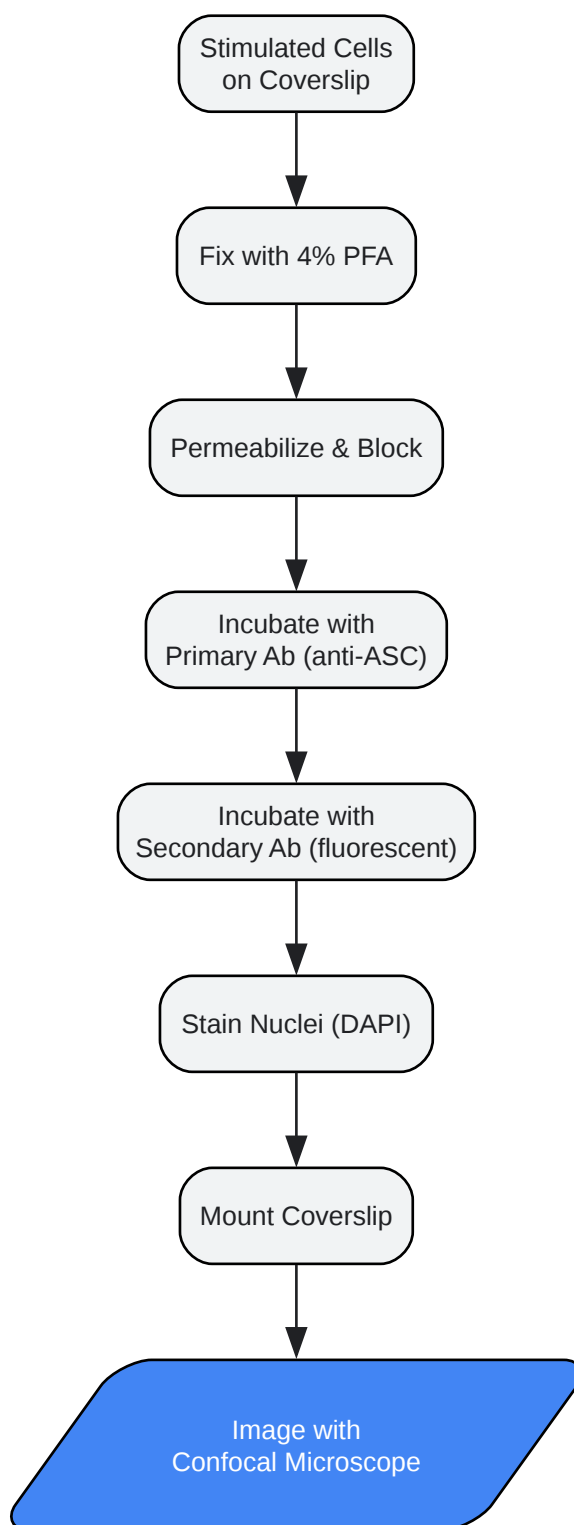 Stimulated Cells
on Coverslip
Fix with 4% PFA
Permeabilize & Block
Incubate with
Primary Ab (anti-ASC)
Incubate with
Secondary Ab (fluorescent)
Stain Nuclei (DAPI)
Mount Coverslip
Image with
Confocal Microscope